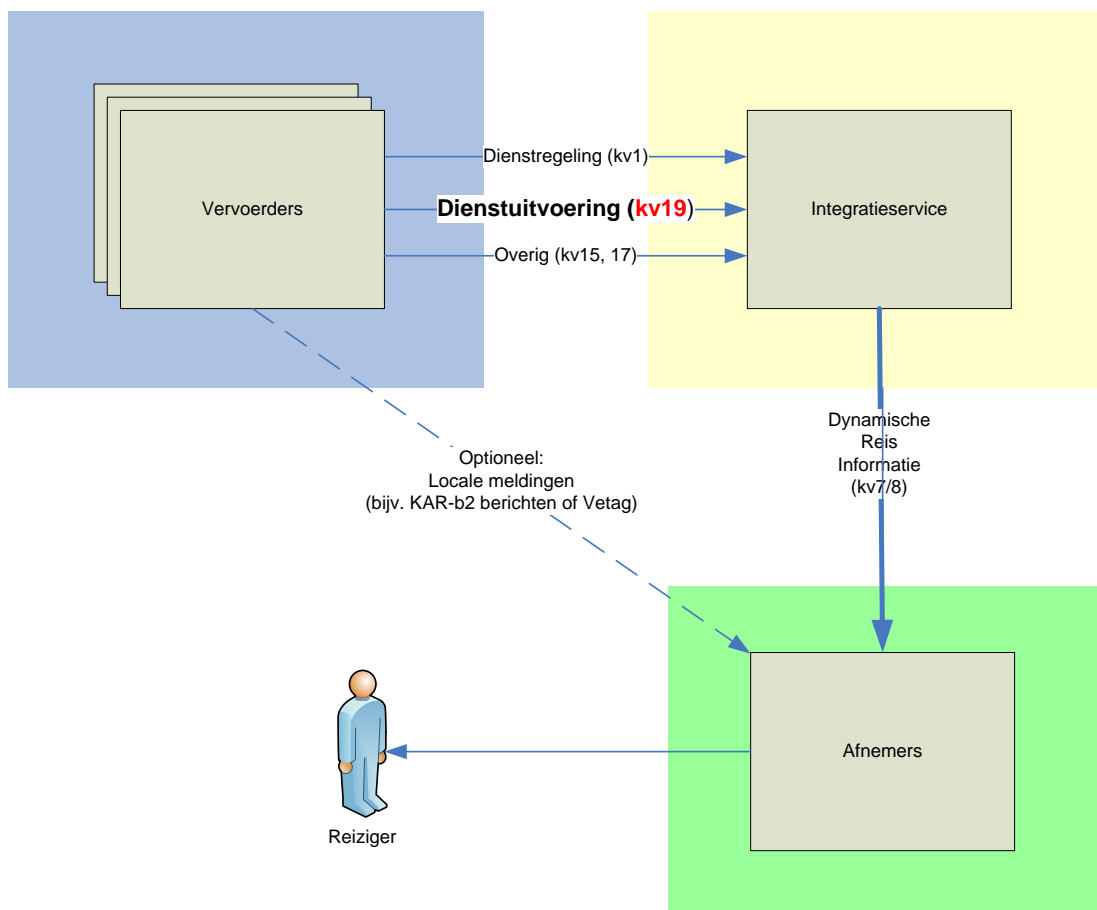 Vervoerders
Dienstregeling (kv1)
Dienstuitvoering (kv19)
Overig (kv15, 17)
Integratieservice
Dynamische
Reis
Informatie
(kv7/8)
Optioneel:
Locale meldingen
(bijv. KAR-b2 berichten of Vetag)
Afnemers
Reiziger